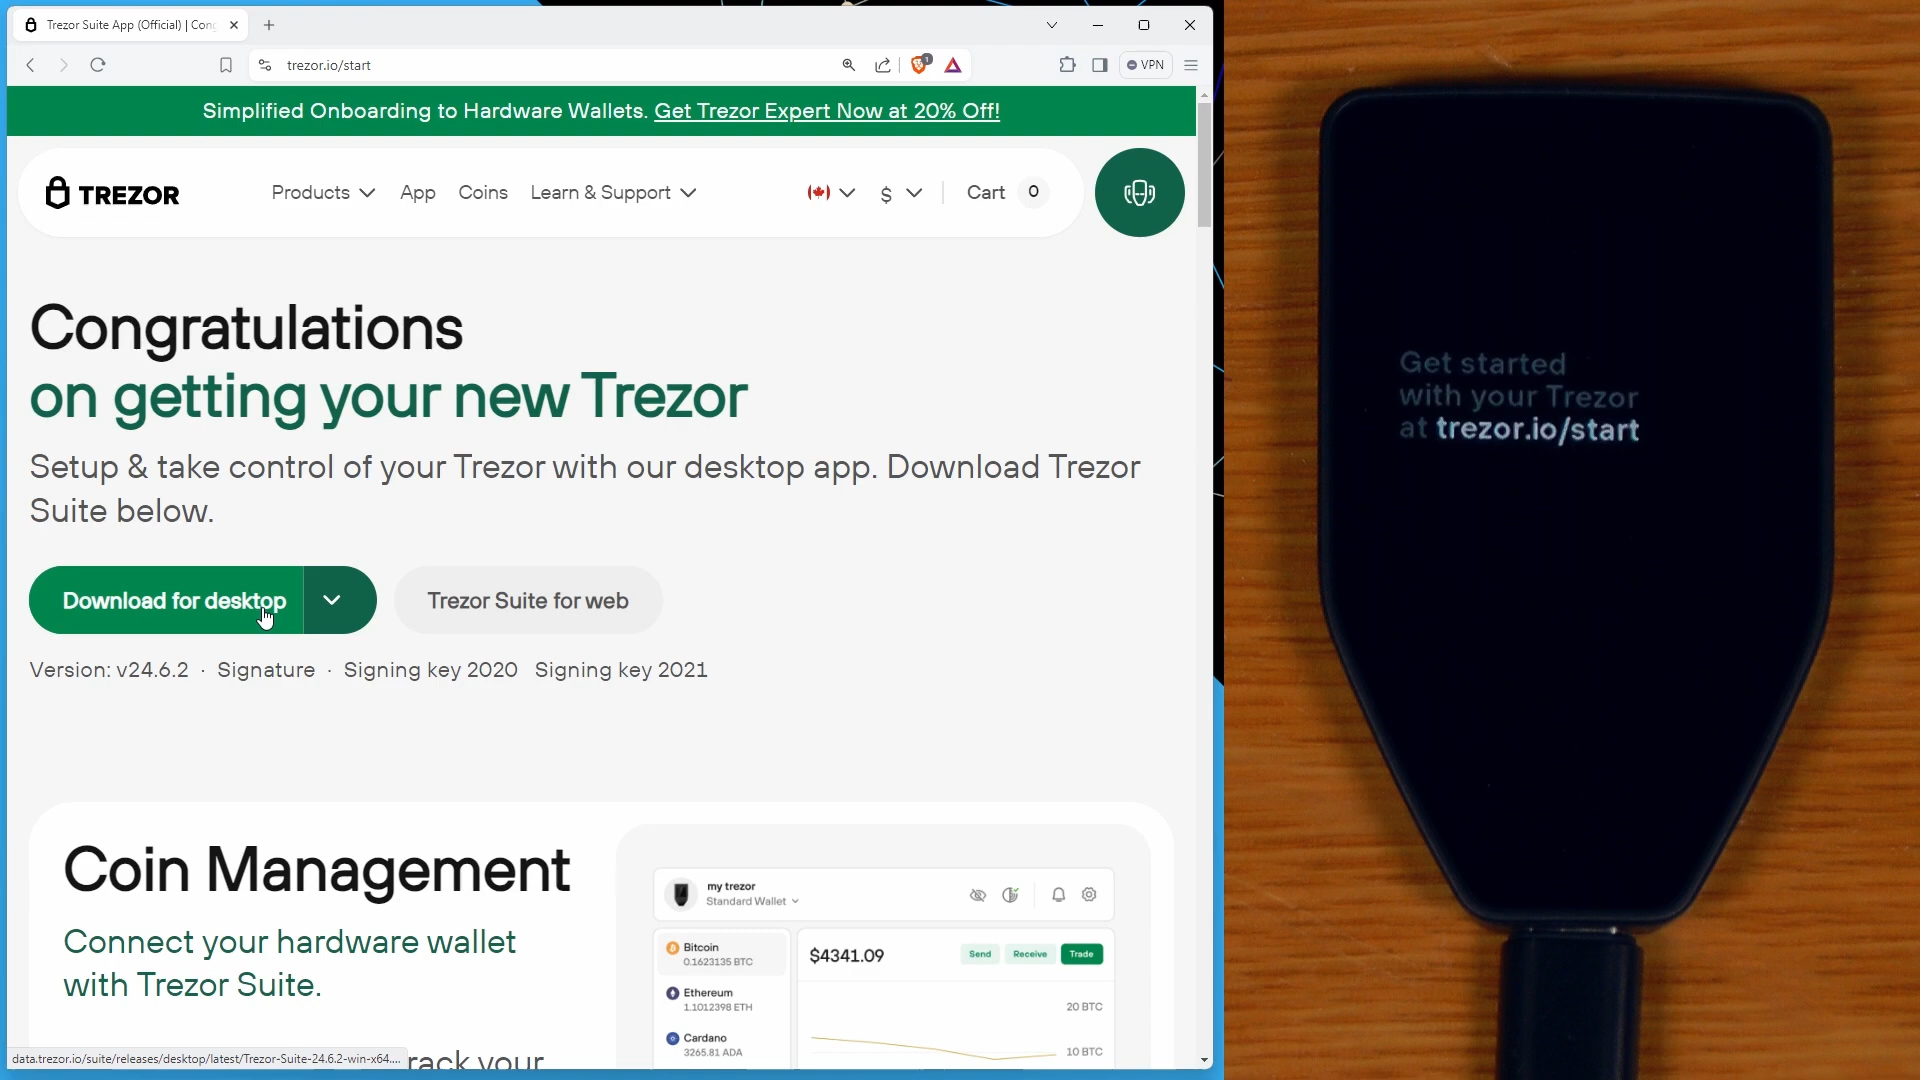 Trezor Suite App (Official) | Con
trezor.io/start
1
VPN
Simplified Onboarding to Hardware Wallets. Get Trezor Expert Now at 20% Off!
TREZOR
Products
App
Coins
Learn & Support
$
Cart
0
Congratulations
on getting your new Trezor
Setup & take control of your Trezor with our desktop app. Download Trezor
Suite below.
Download for desktop
Trezor Suite for web
Version: v24.6.2 · Signature · Signing key 2020 Signing key 2021
Coin Management
Connect your hardware wallet
with Trezor Suite.
rack your
my trezor
Standard Wallet
Bitcoin
0.1623135 BTC
Ethereum
1.1012398 ETH
Cardano
3265.81 ADA
$4341.09
Send
Receive
Trade
20 BTC
10 BTC
data.trezor.io/suite/releases/desktop/latest/Trezor-Suite-24.6.2-win-x64....
Get started
with your Trezor
at trezor.io/start